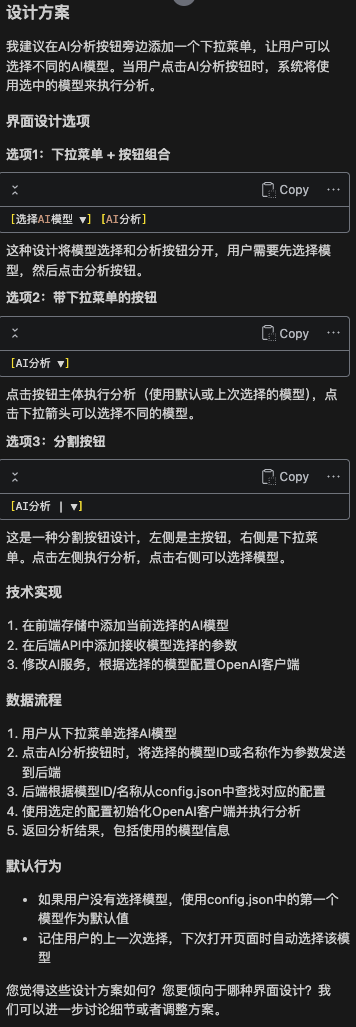 设计方案
我建议在AI分析按钮旁边添加一个下拉菜单，让用户可以
选择不同的AI模型。当用户点击AI分析按钮时，系统将使
用选中的模型来执行分析。
界面设计选项
选项1：下拉菜单 + 按钮组合
Copy ···
[选择AI模型 ▼] [AI分析]
这种设计将模型选择和分析按钮分开，用户需要先选择模
型，然后点击分析按钮。
选项2：带下拉菜单的按钮
Copy ···
[AI分析 ▼]
点击按钮主体执行分析（使用默认或上次选择的模型），点
击下拉箭头可以选择不同的模型。
选项3：分割按钮
Copy ···
[AI分析 | ▼]
这是一种分割按钮设计，左侧是主按钮，右侧是下拉菜
单。点击左侧执行分析，点击右侧可以选择模型。
技术实现
1. 在前端存储中添加当前选择的AI模型
2. 在后端API中添加接收模型选择的参数
3. 修改AI服务，根据选择的模型配置OpenAI客户端
数据流程
1. 用户从下拉菜单选择AI模型
2. 点击AI分析按钮时，将选择的模型ID或名称作为参数发送
到后端
3. 后端根据模型ID/名称从config.json中查找对应的配置
4. 使用选定的配置初始化OpenAI客户端并执行分析
5. 返回分析结果，包括使用的模型信息
默认行为
• 如果用户没有选择模型，使用config.json中的第一个
模型作为默认值
• 记住用户的上一次选择，下次打开页面时自动选择该模
型
您觉得这些设计方案如何？您更倾向于哪种界面设计？我
们可以进一步讨论细节或者调整方案。